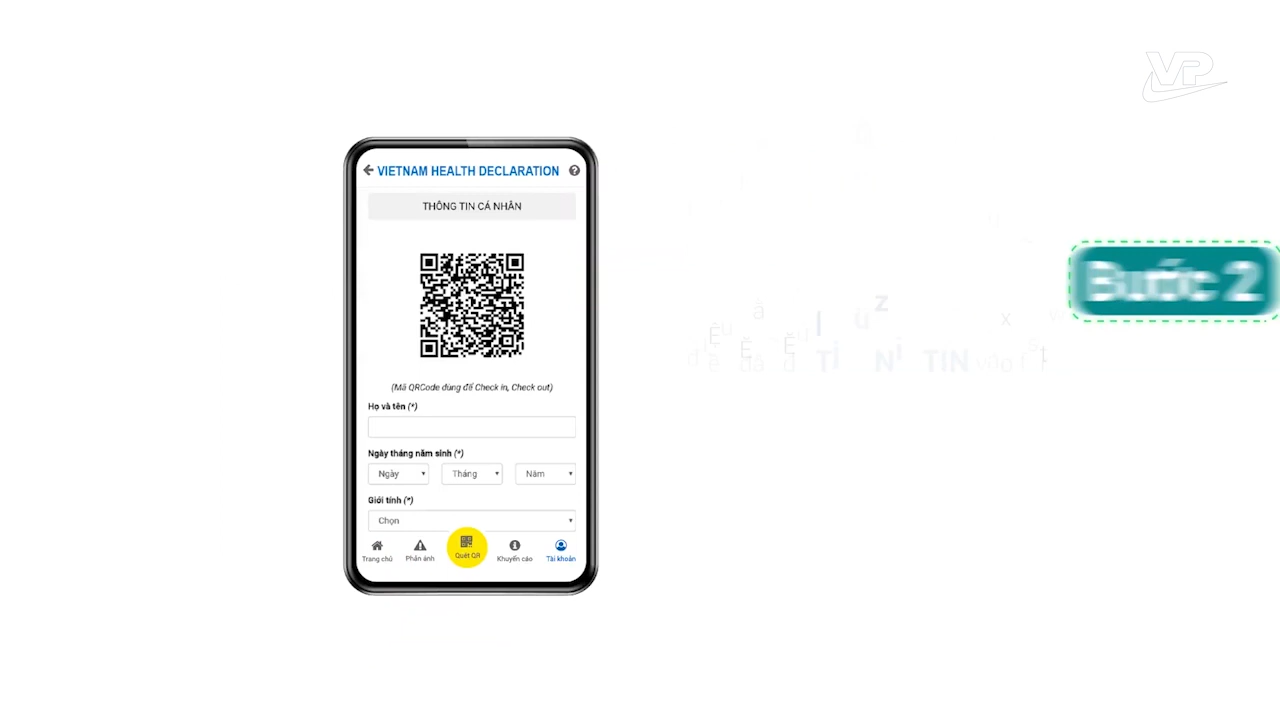 VP
VIETNAM HEALTH DECLARATION
THÔNG TIN CÁ NHÂN
(Mã QRCode dùng để Check in, Check out)
Họ và tên (*)
Ngày tháng năm sinh (*)
Ngày Tháng Năm
Giới tính (*)
Chọn
Trang chủ Phản ánh Quét QR Khuyến cáo Tài khoản
Bước 2
TIN